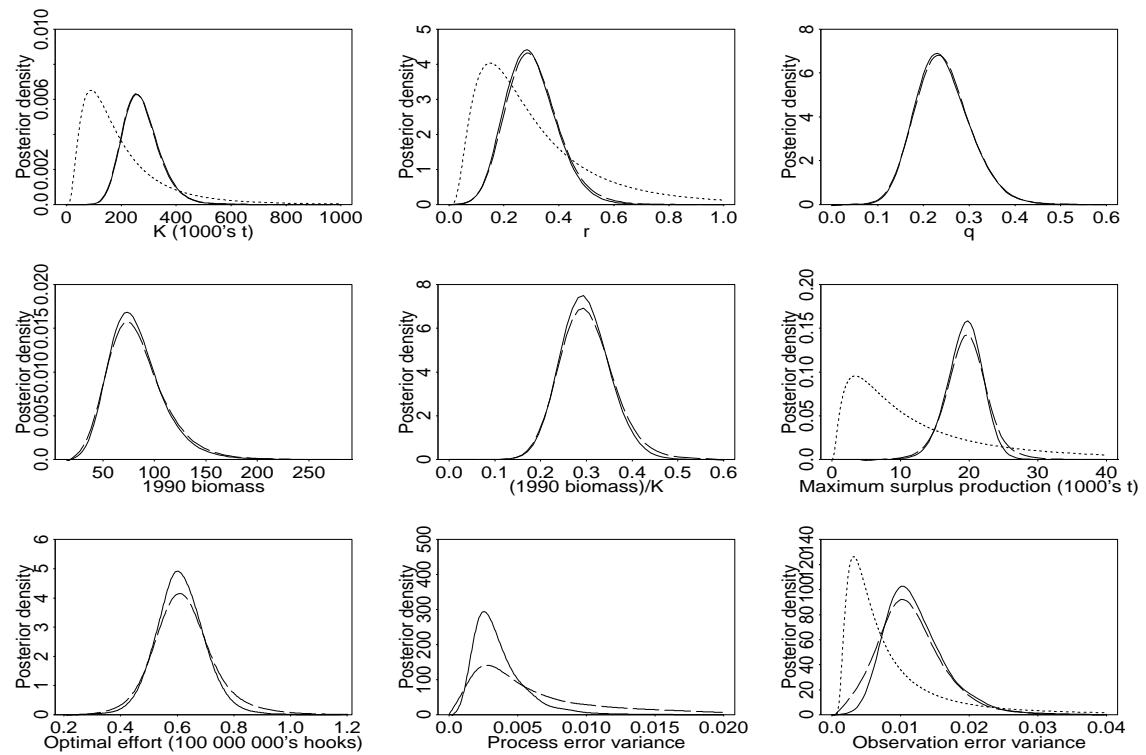 Posterior density
0.0 0.002 0.006 0.010
0 200 400 600 800 1000
K (1000's t)
Posterior density
0 1 2 3 4 5
0.0 0.2 0.4 0.6 0.8 1.0
r
Posterior density
0 2 4 6 8
0.0 0.1 0.2 0.3 0.4 0.5 0.6
q
Posterior density
0.0 0.005 0.010 0.015 0.020
50 100 150 200 250
1990 biomass
Posterior density
0 2 4 6 8
0.0 0.1 0.2 0.3 0.4 0.5 0.6
(1990 biomass)/K
Posterior density
0.0 0.05 0.10 0.15 0.20
0 10 20 30 40
Maximum surplus production (1000's t)
Posterior density
0 1 2 3 4 5 6
0.2 0.4 0.6 0.8 1.0 1.2
Optimal effort (100 000 000's hooks)
Posterior density
0 100 200 300 400 500
0.0 0.005 0.010 0.015 0.020
Process error variance
Posterior density
0 20 40 60 80 100 120 140
0.0 0.01 0.02 0.03 0.04
Observation error variance